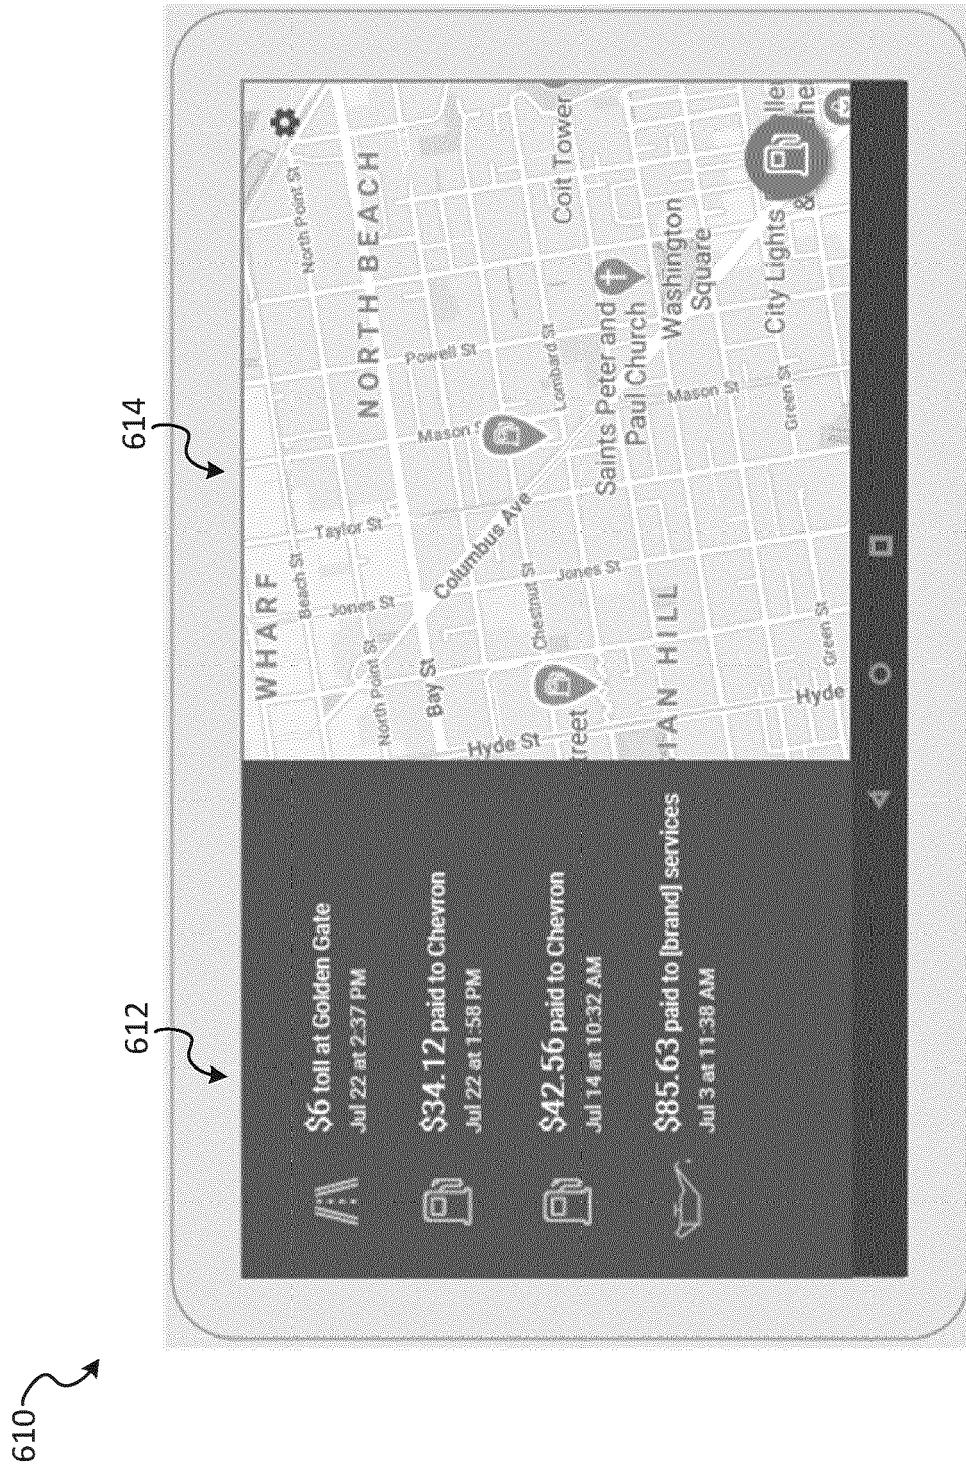 610
612
614
$6 toll at Golden Gate
Jul 22 at 2:37 PM
$34.12 paid to Chevron
Jul 22 at 1:58 PM
$42.56 paid to Chevron
Jul 14 at 10:32 AM
$85.63 paid to [brand] services
Jul 3 at 11:38 AM
WHARF
North Point St
Beach St
NORTH BEACH
Taylor St
Jones St
North Point St
Bay St
Powell St
Mason
Columbus Ave
Hyde St
Chestnut St
Lombard St
Coit Tower
Jones St
treet
Saints Peter and
Paul Church
Washington
Square
Mason St
IAN HILL
City Lights
&
Green St
Green St
Hyde